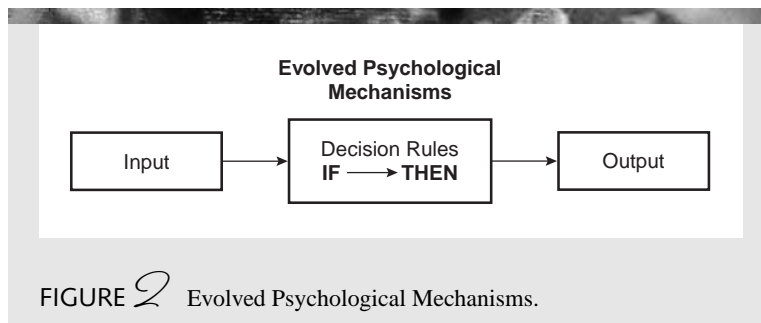 Evolved Psychological
Mechanisms
Input
Decision Rules
IF → THEN
Output
FIGURE 2 Evolved Psychological Mechanisms.